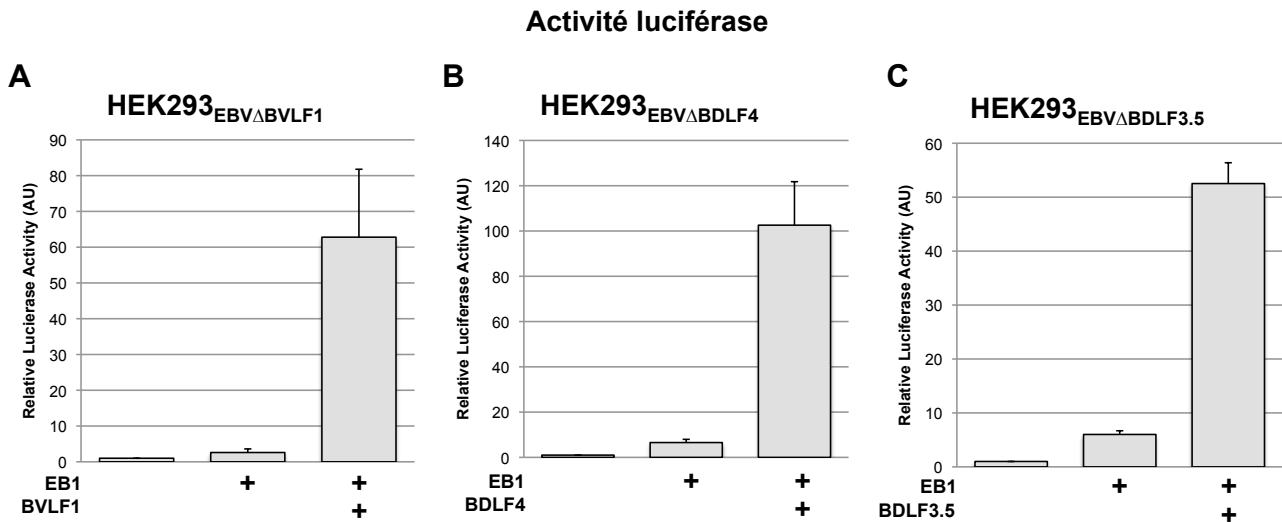 Activité luciférase
A
HEK293EBVΔBVLF1
Relative Lucierase Activity (AU)
90
80
70
60
50
40
30
20
10
0
EB1 + +
BVLF1 +
B
HEK293EBVΔBDLF4
Relative Luciferase Activity (AU)
140
120
100
80
60
40
20
0
EB1 + +
BDLF4 +
C
HEK293EBVΔBDLF3.5
Relative Luciferase Activity (AU)
60
50
40
30
20
10
0
EB1 + +
BDLF3.5 +